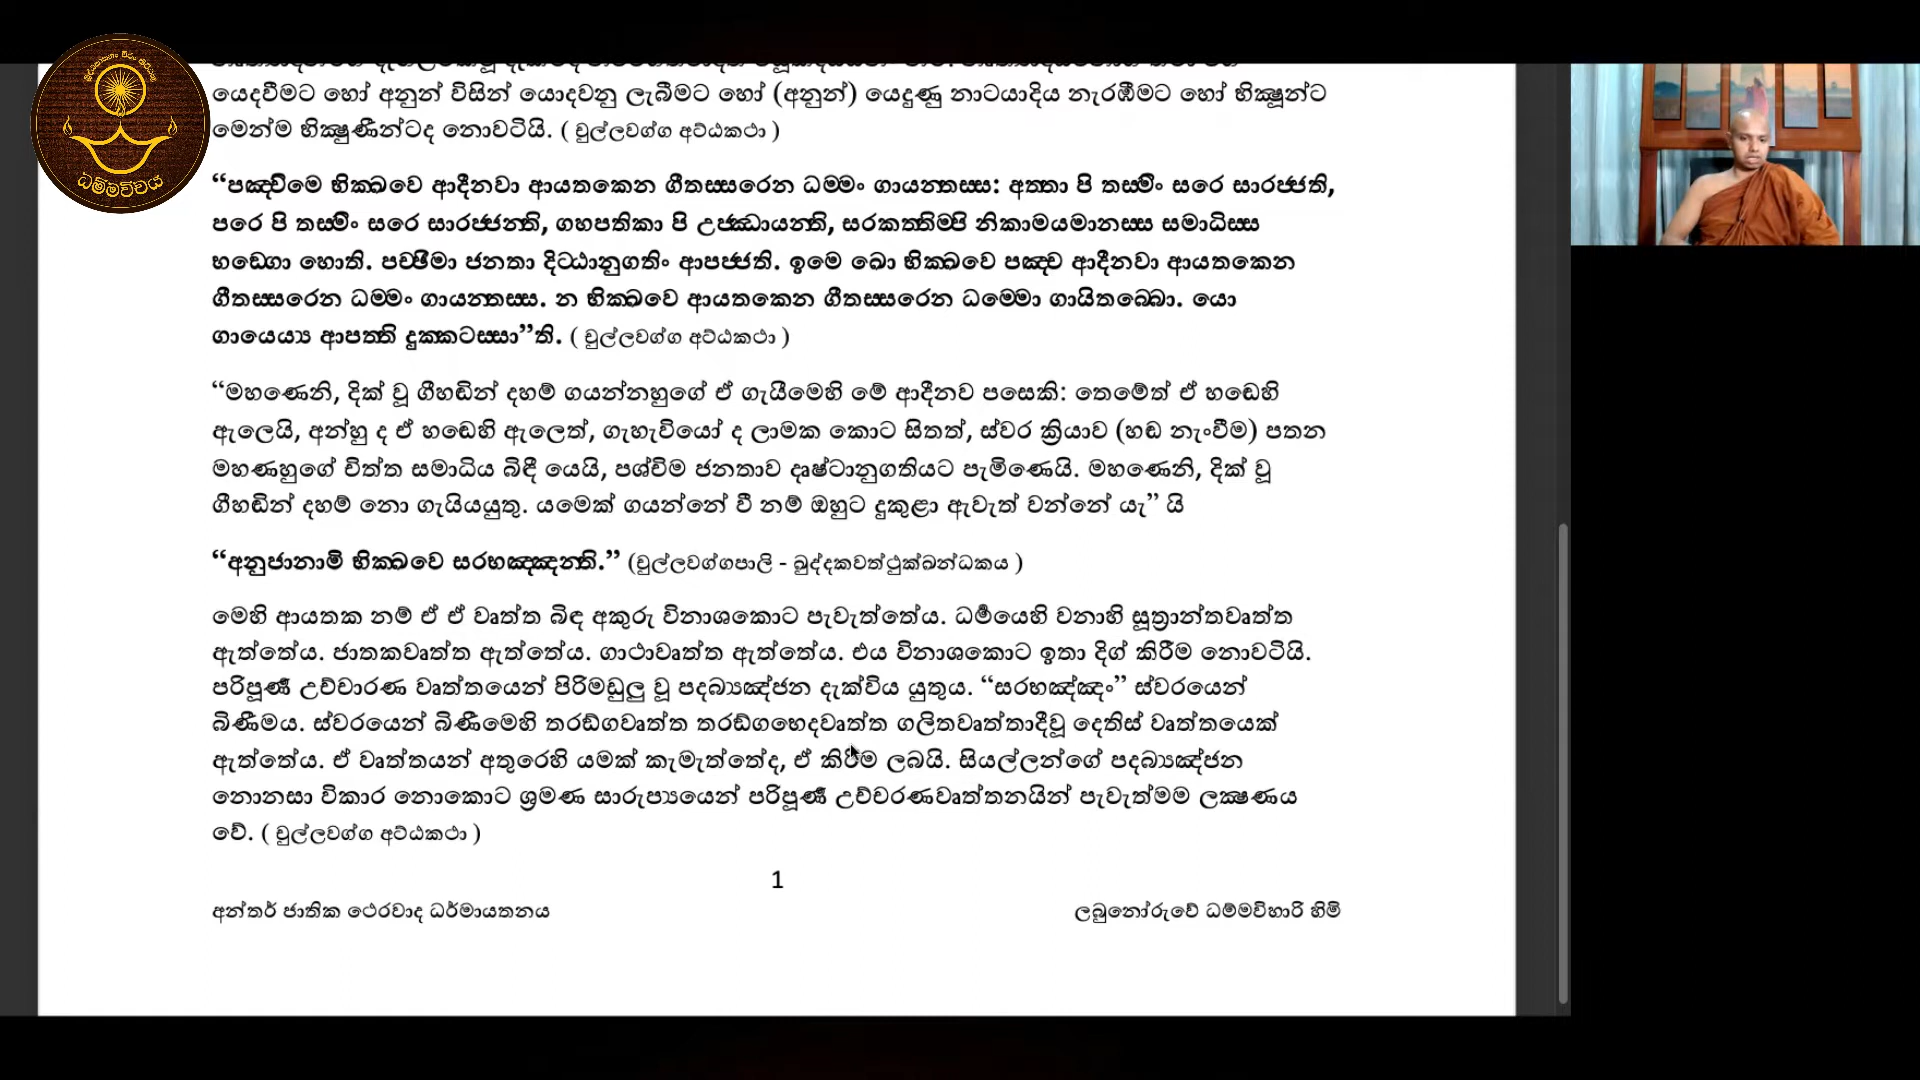 යෙදවීමට හෝ අනුන් විසින් යොදවනු ලැබීමට හෝ (අනුන්) යෙදුණු නාටයාදිය නැරඹීමට හෝ භික්‍ෂූන්ට
මෙන්ම භික්‍ෂුණීන්ටද නොවටියි. ( චුල්ලවග්ග අට්ඨකථා )
“පඤ්චිමෙ භික්ඛවෙ ආදීනවා ආයතකෙන ගීතස්සරෙන ධම්මං ගායන්තස්ස: අත්තා පි තස්මිං සරෙ සාරජ්ජති,
පරෙ පි තස්මිං සරෙ සාරජ්ජන්ති, ගහපතිකා පි උජ්ඣායන්ති, සරකත්තිම්පි නිකාමයමානස්ස සමාධිස්ස
භඞ්ගො හොති. පච්ඡිමා ජනතා දිට්ඨානුගතිං ආපජ්ජති. ඉමෙ ඛො භික්ඛවෙ පඤ්ච ආදීනවා ආයතකෙන
ගීතස්සරෙන ධම්මං ගායන්තස්ස. න භික්ඛවෙ ආයතකෙන ගීතස්සරෙන ධම්මො ගායිතබ්බො. යො
ගායෙය්‍ය ආපත්ති දුක්කටස්සා”ති. ( චුල්ලවග්ග අට්ඨකථා )
“මහණෙනි, දික් වූ ගීහඬින් දහම් ගයන්නහුගේ ඒ ගැයීමෙහි මේ ආදීනව පසෙකි: තෙමේත් ඒ හඬෙහි
ඇලෙයි, අන්හු ද ඒ හඬෙහි ඇලෙත්, ගැහැවියෝ ද ලාමක කොට සිතත්, ස්වර ක්‍රියාව (හඬ නැංවීම) පතන
මහණහුගේ චිත්ත සමාධිය බිඳී යෙයි, පශ්චිම ජනතාව දෘෂ්ටානුගතියට පැමිණෙයි. මහණෙනි, දික් වූ
ගීහඬින් දහම් නො ගැයියයුතු. යමෙක් ගයන්නේ වී නම් ඔහුට දුකුළා ඇවැත් වන්නේ යැ” යි
“අනුජානාමි භික්ඛවෙ සරභඤ්ඤන්ති.” (චුල්ලවග්ගපාලි - ඛුද්දකවත්ථුක්ඛන්ධකය )
මෙහි ආයතක නම් ඒ ඒ වෘත්ත බිඳ අකුරු විනාශකොට පැවැත්තේය. ධර්‍මයෙහි වනාහි සූත්‍රාන්තවෘත්ත
ඇත්තේය. ජාතකවෘත්ත ඇත්තේය. ගාථාවෘත්ත ඇත්තේය. එය විනාශකොට ඉතා දිග් කිරීම නොවටියි.
පරිපූර්‍ණ උච්චාරණ වෘත්තයෙන් පිරිමඩුලු වූ පදබ්‍යඤ්ජන දැක්විය යුතුය. “සරභඤ්ඤං” ස්වරයෙන්
බිණීමය. ස්වරයෙන් බිණීමෙහි තරඞ්ගවෘත්ත තරඞ්ගභෙදවෘත්ත ගලිතවෘත්තාදීවූ දෙතිස් වෘත්තයෙක්
ඇත්තේය. ඒ වෘත්තයන් අතුරෙහි යමක් කැමැත්තේද, ඒ කිරීම ලබයි. සියල්ලන්ගේ පදබ්‍යඤ්ජන
නොනසා විකාර නොකොට ශ්‍රමණ සාරුප්‍යයෙන් පරිපූර්‍ණ උච්චරණවෘත්තනයින් පැවැත්මම ලක්‍ෂණය
වේ. ( චුල්ලවග්ග අට්ඨකථා )
1
අන්තර් ජාතික ථෙරවාද ධර්මායතනය
ලබුනෝරුවේ ධම්මවිහාරි හිමි
ධම්මවිචය